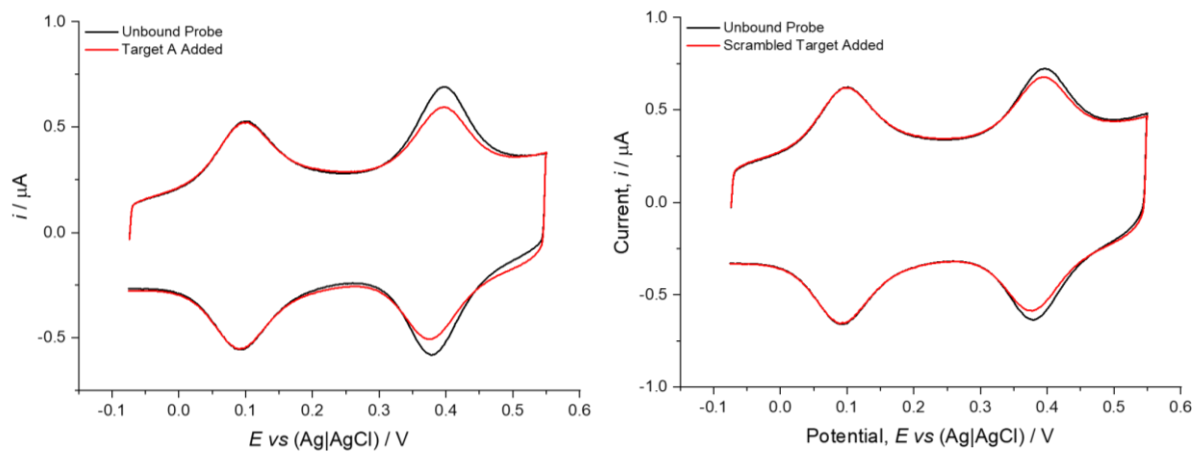 Unbound Probe
Target A Added
1.0
0.5
0.0
-0.5
i / μA
-0.1 0.0 0.1 0.2 0.3 0.4 0.5 0.6
E vs (Ag|AgCl) / V
Unbound Probe
Scrambled Target Added
1.0
0.5
0.0
-0.5
-1.0
Current, i / μA
-0.1 0.0 0.1 0.2 0.3 0.4 0.5 0.6
Potential, E vs (Ag|AgCl) / V